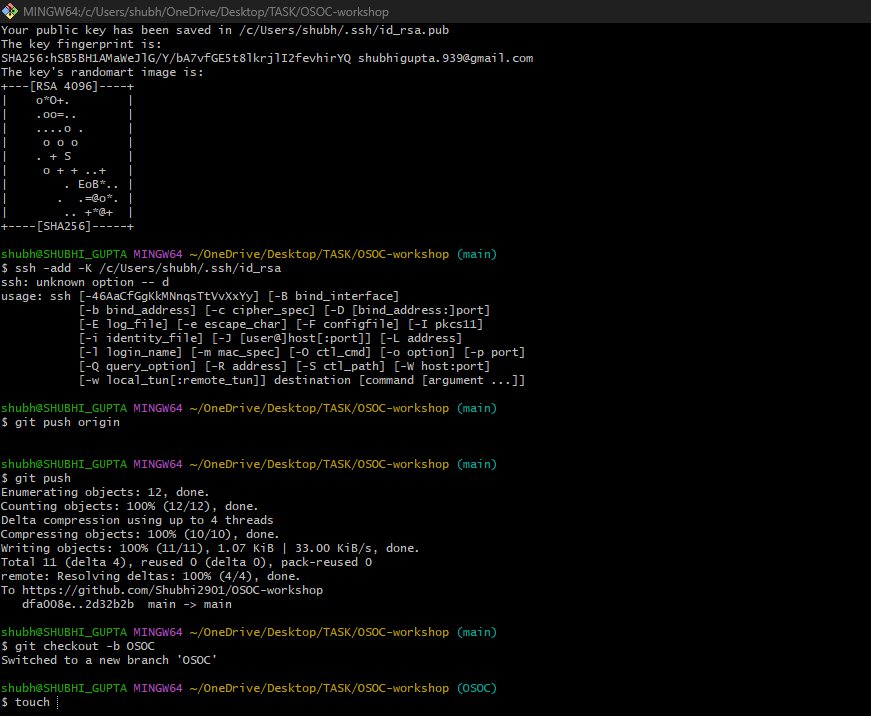 MINGW64:/c/Users/shubh/OneDrive/Desktop/TASK/OSOC-workshop
Your public key has been saved in /c/Users/shubh/.ssh/id_rsa.pub
The key fingerprint is:
SHA256:hSB5BH1AMaWeJlG/Y/bA7vfGE5t8lkrjlI2fevhirYQ shubhigupta.939@gmail.com
The key's randomart image is:
+---[RSA 4096]----+
|    o*O+.        |
|    .oo=..       |
|    ....o .      |
|     o o o       |
|    . + S        |
|     o + + ..+   |
|        . EoB*.. |
|       .  .=@o*. |
|        .. +*@+  |
+----[SHA256]-----+
shubh@SHUBHI_GUPTA MINGW64 ~/OneDrive/Desktop/TASK/OSOC-workshop (main)
$ ssh -add -K /c/Users/shubh/.ssh/id_rsa
ssh: unknown option -- d
usage: ssh [-46AaCfGgKkMNnqsTtVvXxYy] [-B bind_interface]
           [-b bind_address] [-c cipher_spec] [-D [bind_address:]port]
           [-E log_file] [-e escape_char] [-F configfile] [-I pkcs11]
           [-i identity_file] [-J [user@]host[:port]] [-L address]
           [-l login_name] [-m mac_spec] [-O ctl_cmd] [-o option] [-p port]
           [-Q query_option] [-R address] [-S ctl_path] [-W host:port]
           [-w local_tun[:remote_tun]] destination [command [argument ...]]
shubh@SHUBHI_GUPTA MINGW64 ~/OneDrive/Desktop/TASK/OSOC-workshop (main)
$ git push origin
shubh@SHUBHI_GUPTA MINGW64 ~/OneDrive/Desktop/TASK/OSOC-workshop (main)
$ git push
Enumerating objects: 12, done.
Counting objects: 100% (12/12), done.
Delta compression using up to 4 threads
Compressing objects: 100% (10/10), done.
Writing objects: 100% (11/11), 1.07 KiB | 33.00 KiB/s, done.
Total 11 (delta 4), reused 0 (delta 0), pack-reused 0
remote: Resolving deltas: 100% (4/4), done.
To https://github.com/Shubhi2901/OSOC-workshop
   dfa008e..2d32b2b  main -> main
shubh@SHUBHI_GUPTA MINGW64 ~/OneDrive/Desktop/TASK/OSOC-workshop (main)
$ git checkout -b OSOC
Switched to a new branch 'OSOC'
shubh@SHUBHI_GUPTA MINGW64 ~/OneDrive/Desktop/TASK/OSOC-workshop (OSOC)
$ touch